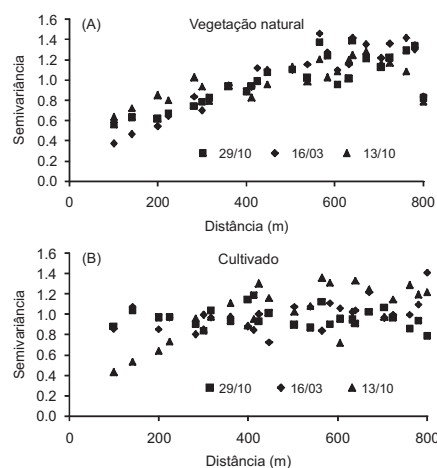 (A) Vegetação natural
1.6
1.4
1.2
1.0
0.8
0.6
0.4
0.2
0.0
Semivariância
29/10 16/03 13/10
0 200 400 600 800
Distância (m)
(B) Cultivado
1.6
1.4
1.2
1.0
0.8
0.6
0.4
0.2
0.0
Semivariância
29/10 16/03 13/10
0 200 400 600 800
Distância (m)